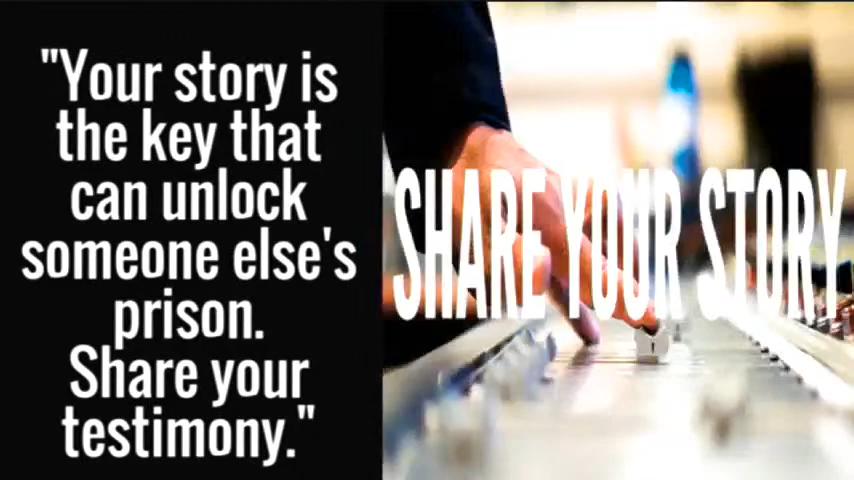 "Your story is
the key that
can unlock
someone else's
prison.
Share your
testimony."
SHARE YOUR STORY